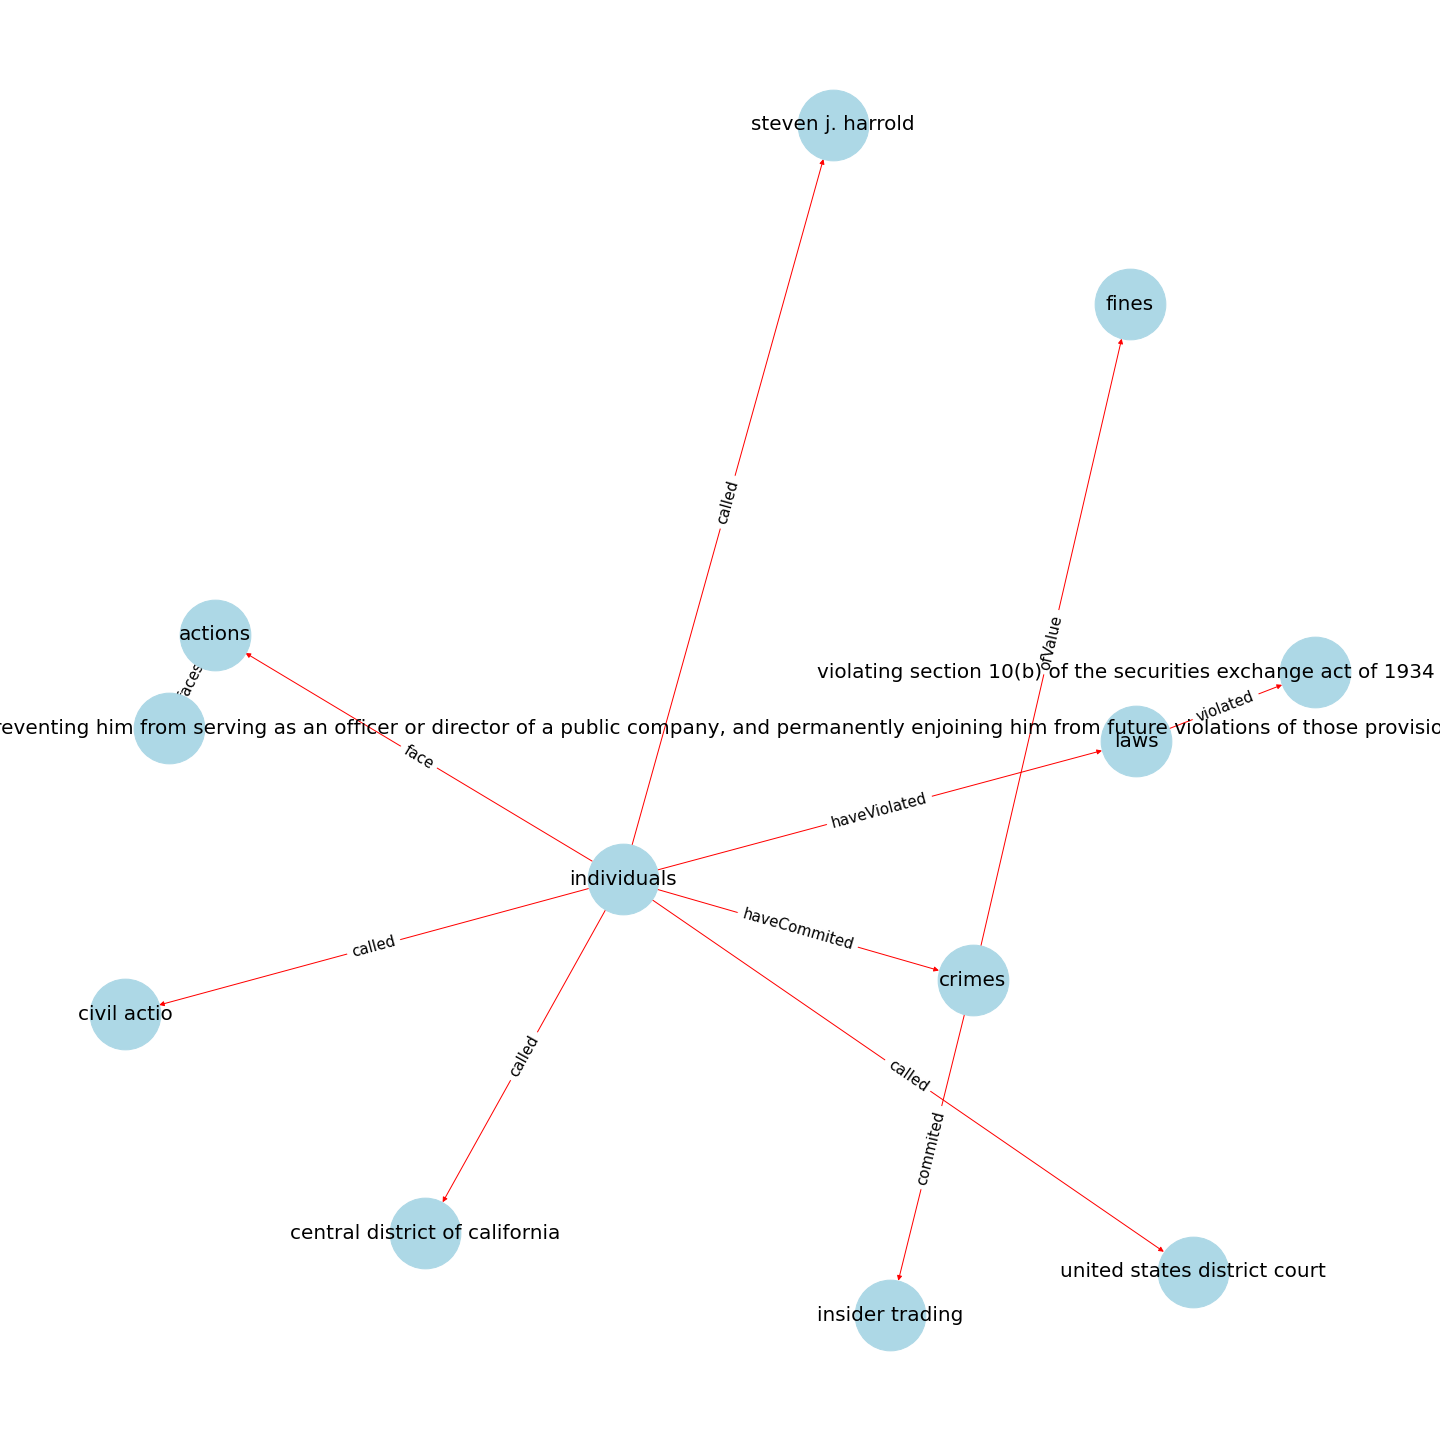 steven j. harrold
fines
called
actions
ofValue
faces
violating section 10(b) of the securities exchange act of 1934
violated
preventing him from serving as an officer or director of a public company, and permanently enjoining him from future violations of those
laws
face
haveViolated
individuals
haveCommited
called
crimes
civil actio
called
called
commited
central district of california
united states district court
insider trading